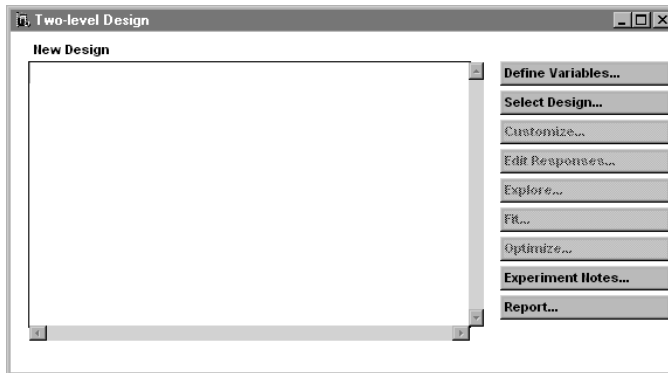 Two-level Design
New Design
Define Variables...
Select Design...
Customize...
Edit Responses...
Explore...
Fit...
Optimize...
Experiment Notes...
Report...